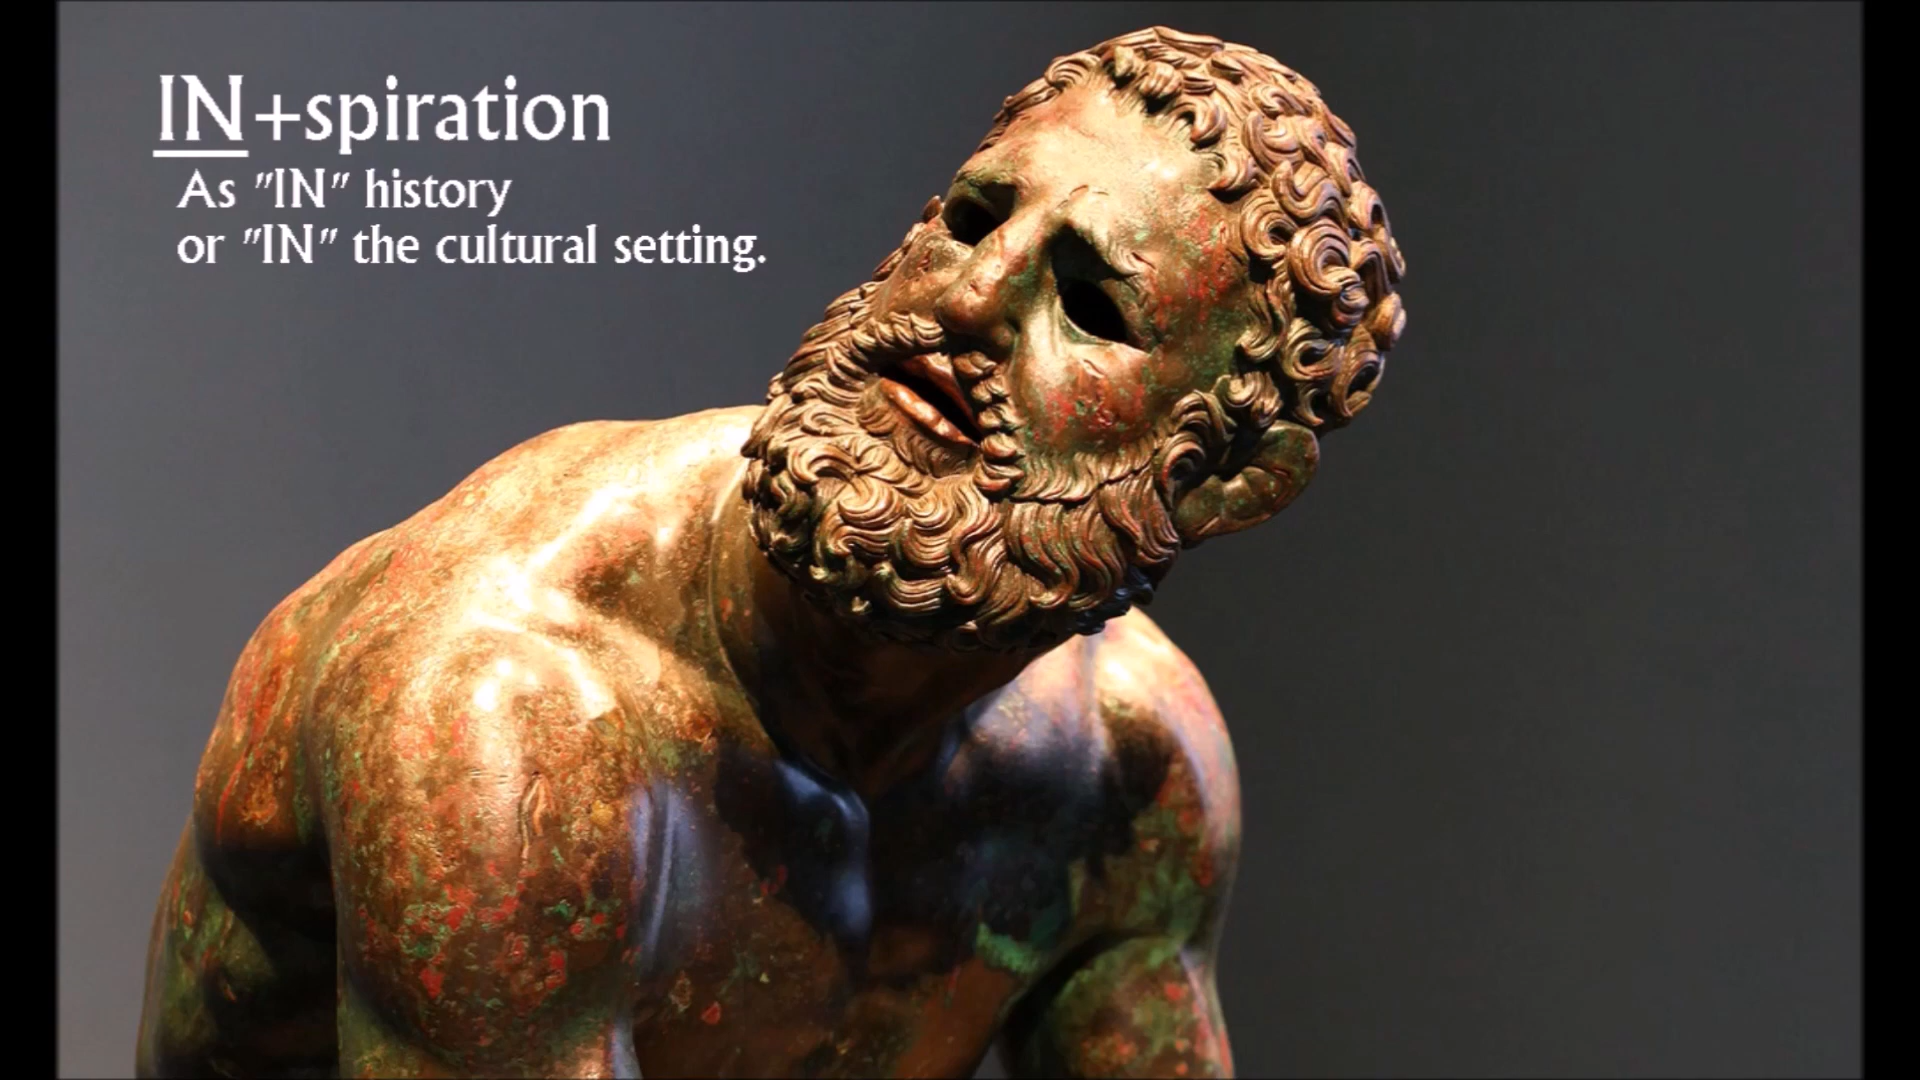 IN+spiration
As "IN" history
or "IN" the cultural setting.